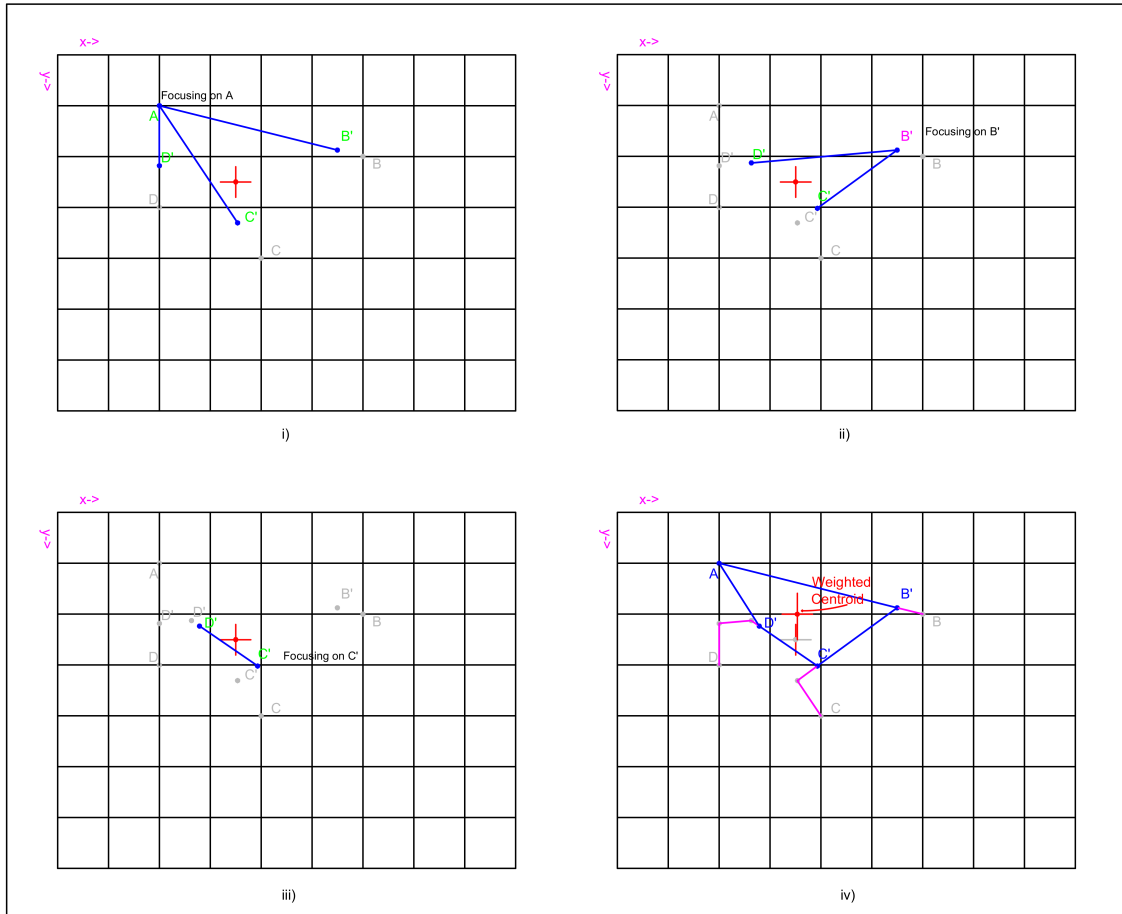 x->
y->
Focusing on A
A
B'
B
D'
D
C'
C
i)
x->
y->
A
Focusing on B'
B'
B
D'
D'
D
C'
C'
C
ii)
x->
y->
A
B'
B
D'
D'
D'
C'
Focusing on C'
D
C'
C
iii)
x->
y->
A
Weighted
Centroid
B'
B
D'
D
C'
C
iv)